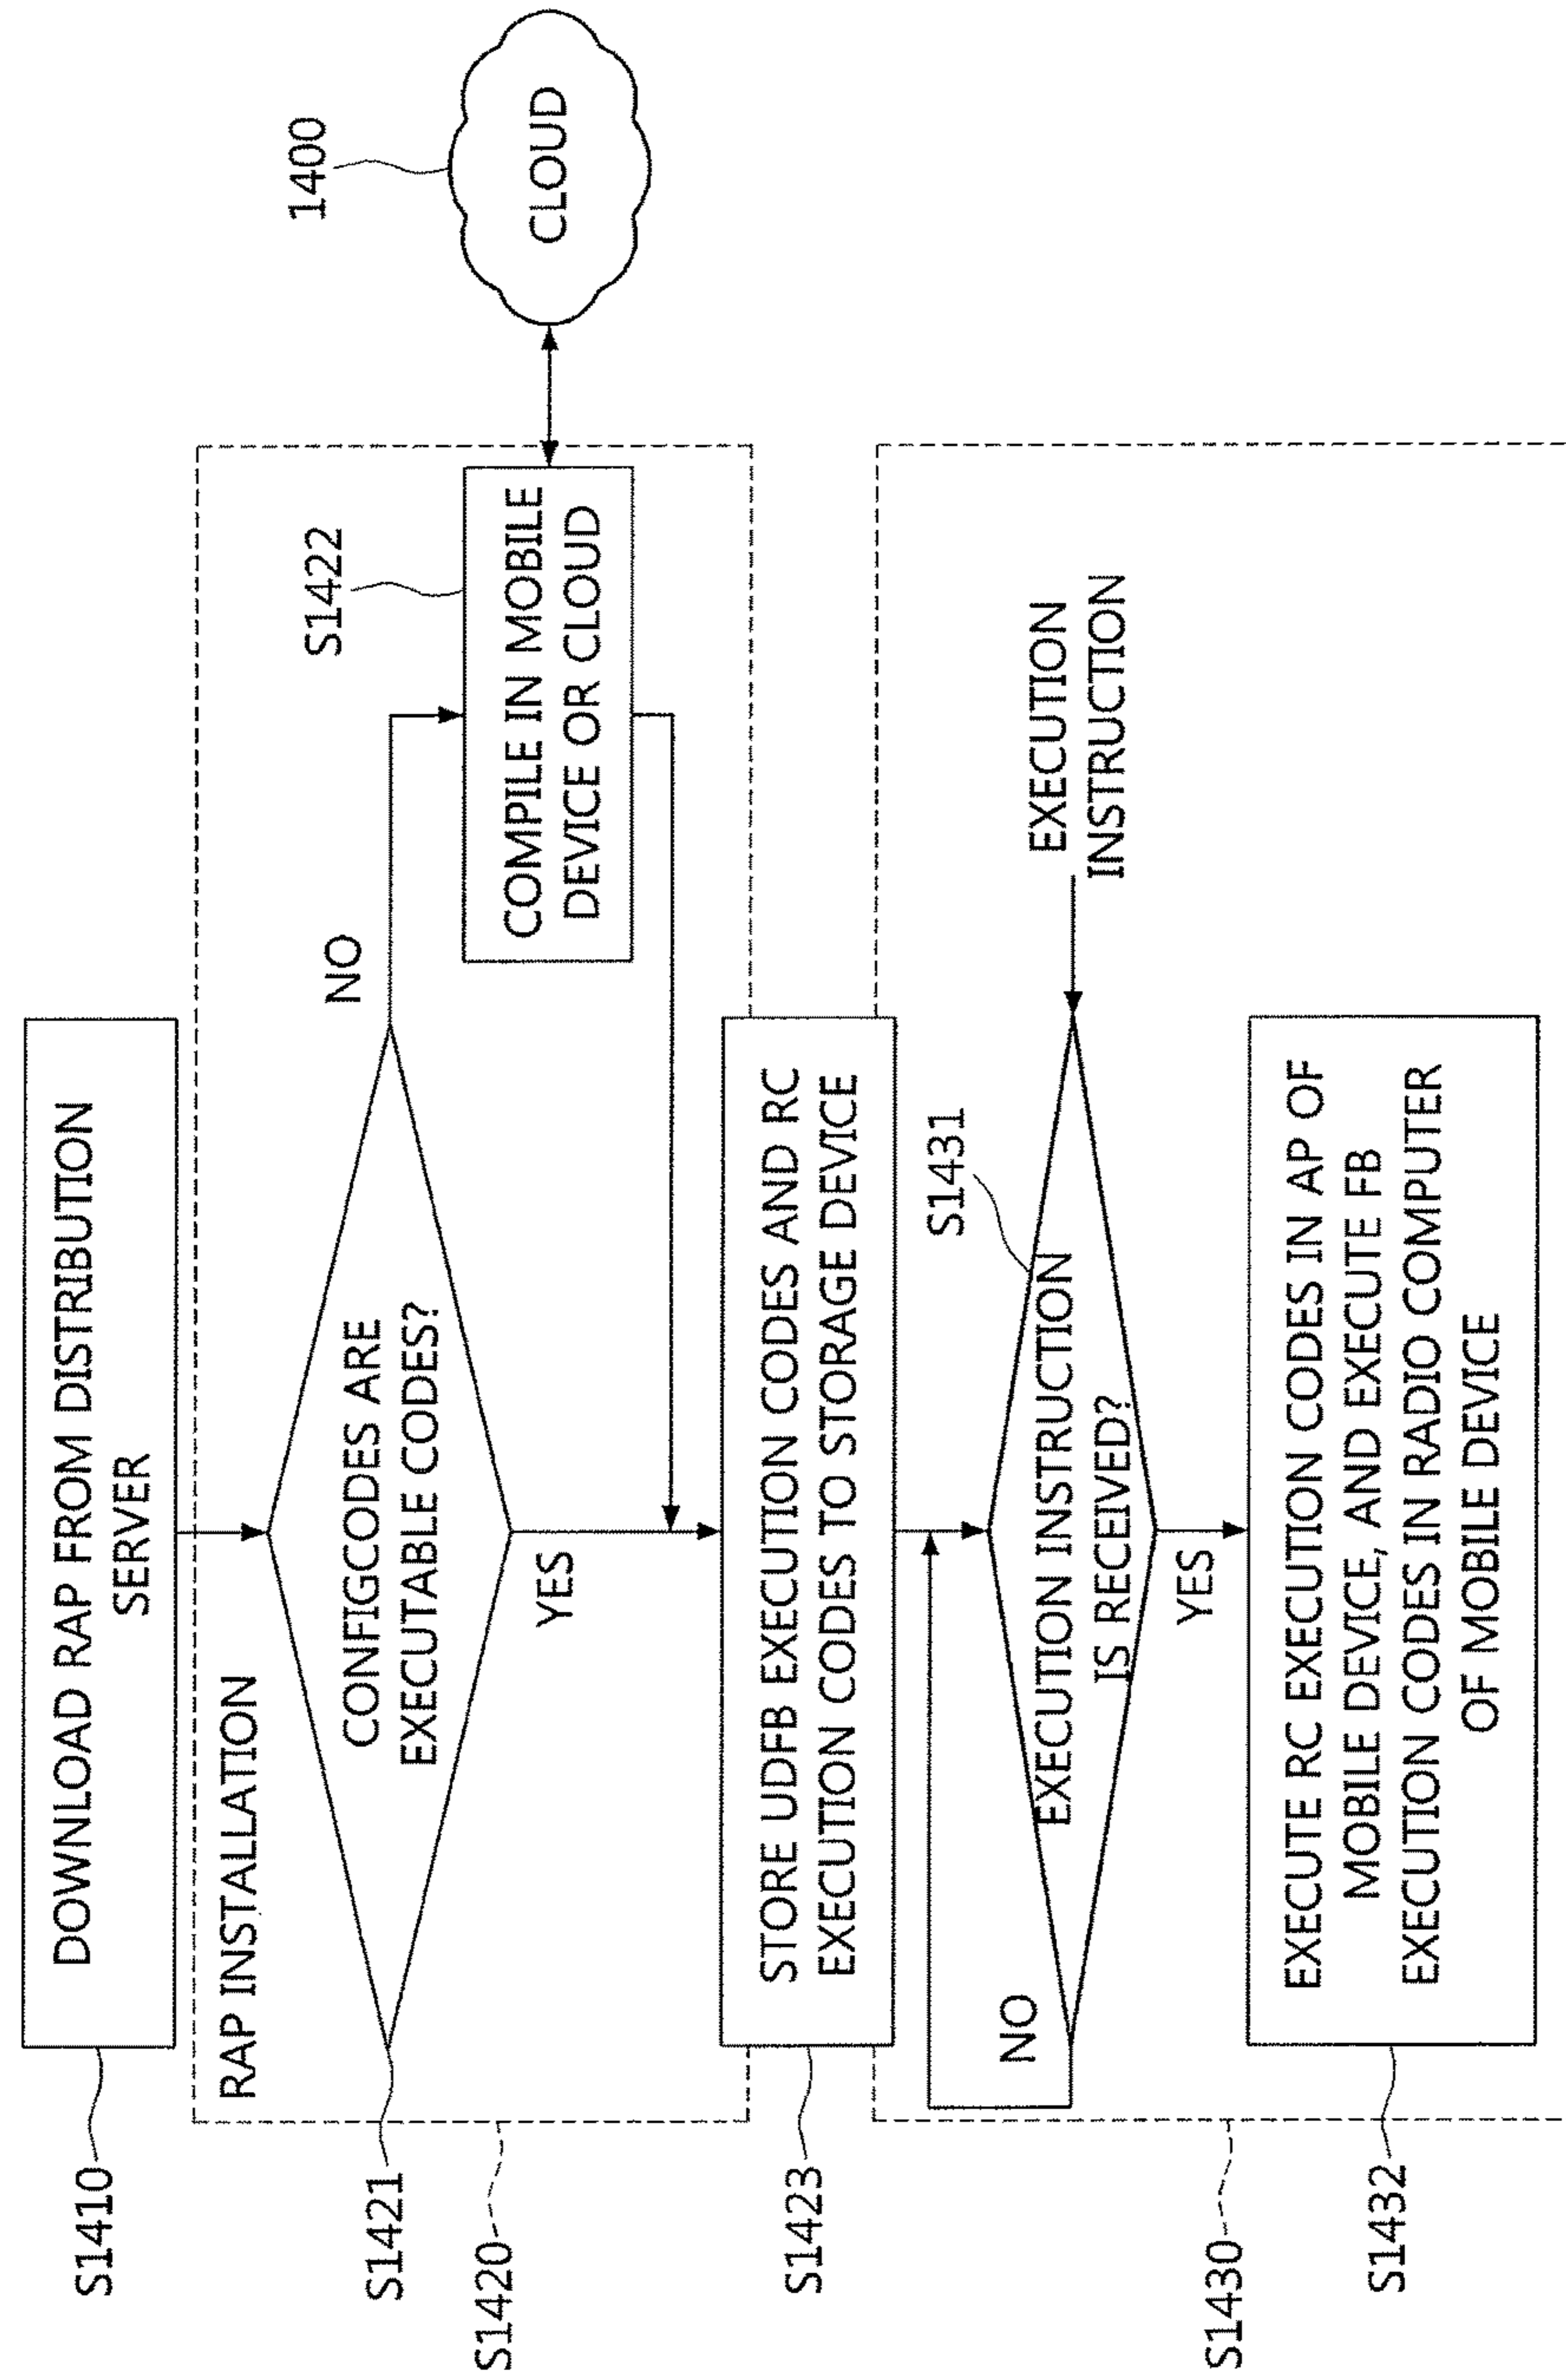 S1410
DOWNLOAD RAP FROM DISTRIBUTION
SERVER
RAP INSTALLATION
S1421
CONFIGCODES ARE
EXECUTABLE CODES?
NO
YES
S1422
COMPILE IN MOBILE
DEVICE OR CLOUD
1400
CLOUD
S1420
S1423
STORE UDFB EXECUTION CODES AND RC
EXECUTION CODES TO STORAGE DEVICE
S1431
EXECUTION INSTRUCTION
IS RECEIVED?
EXECUTION
INSTRUCTION
NO
YES
S1430
S1432
EXECUTE RC EXECUTION CODES IN AP OF
MOBILE DEVICE, AND EXECUTE FB
EXECUTION CODES IN RADIO COMPUTER
OF MOBILE DEVICE